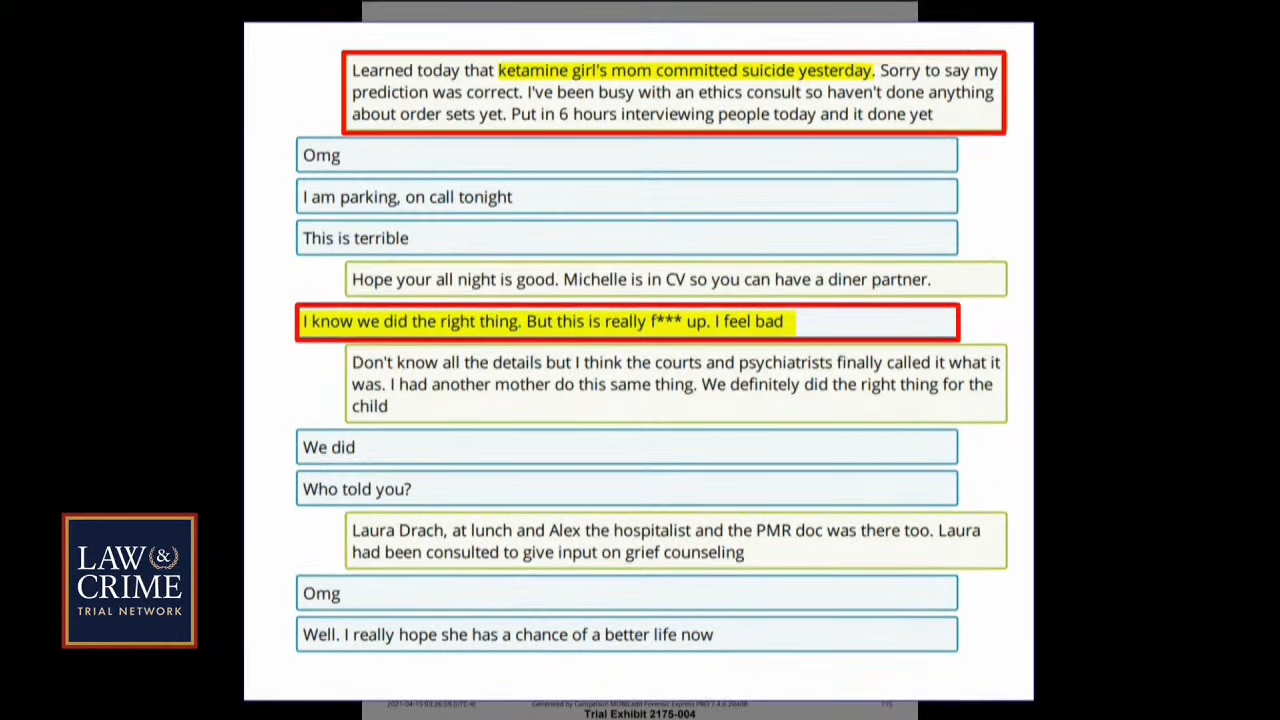 Learned today that ketamine girl's mom committed suicide yesterday. Sorry to say my
prediction was correct. I've been busy with an ethics consult so haven't done anything
about order sets yet. Put in 6 hours interviewing people today and it done yet
Omg
I am parking, on call tonight
This is terrible
Hope your all night is good. Michelle is in CV so you can have a diner partner.
I know we did the right thing. But this is really f*** up. I feel bad
Don't know all the details but I think the courts and psychiatrists finally called it what it
was. I had another mother do this same thing. We definitely did the right thing for the
child
We did
Who told you?
Laura Drach, at lunch and Alex the hospitalist and the PMR doc was there too. Laura
had been consulted to give input on grief counseling
Omg
Well. I really hope she has a chance of a better life now
LAW &
CRIME
TRIAL NETWORK
115
Trial Exhibit 2175-004